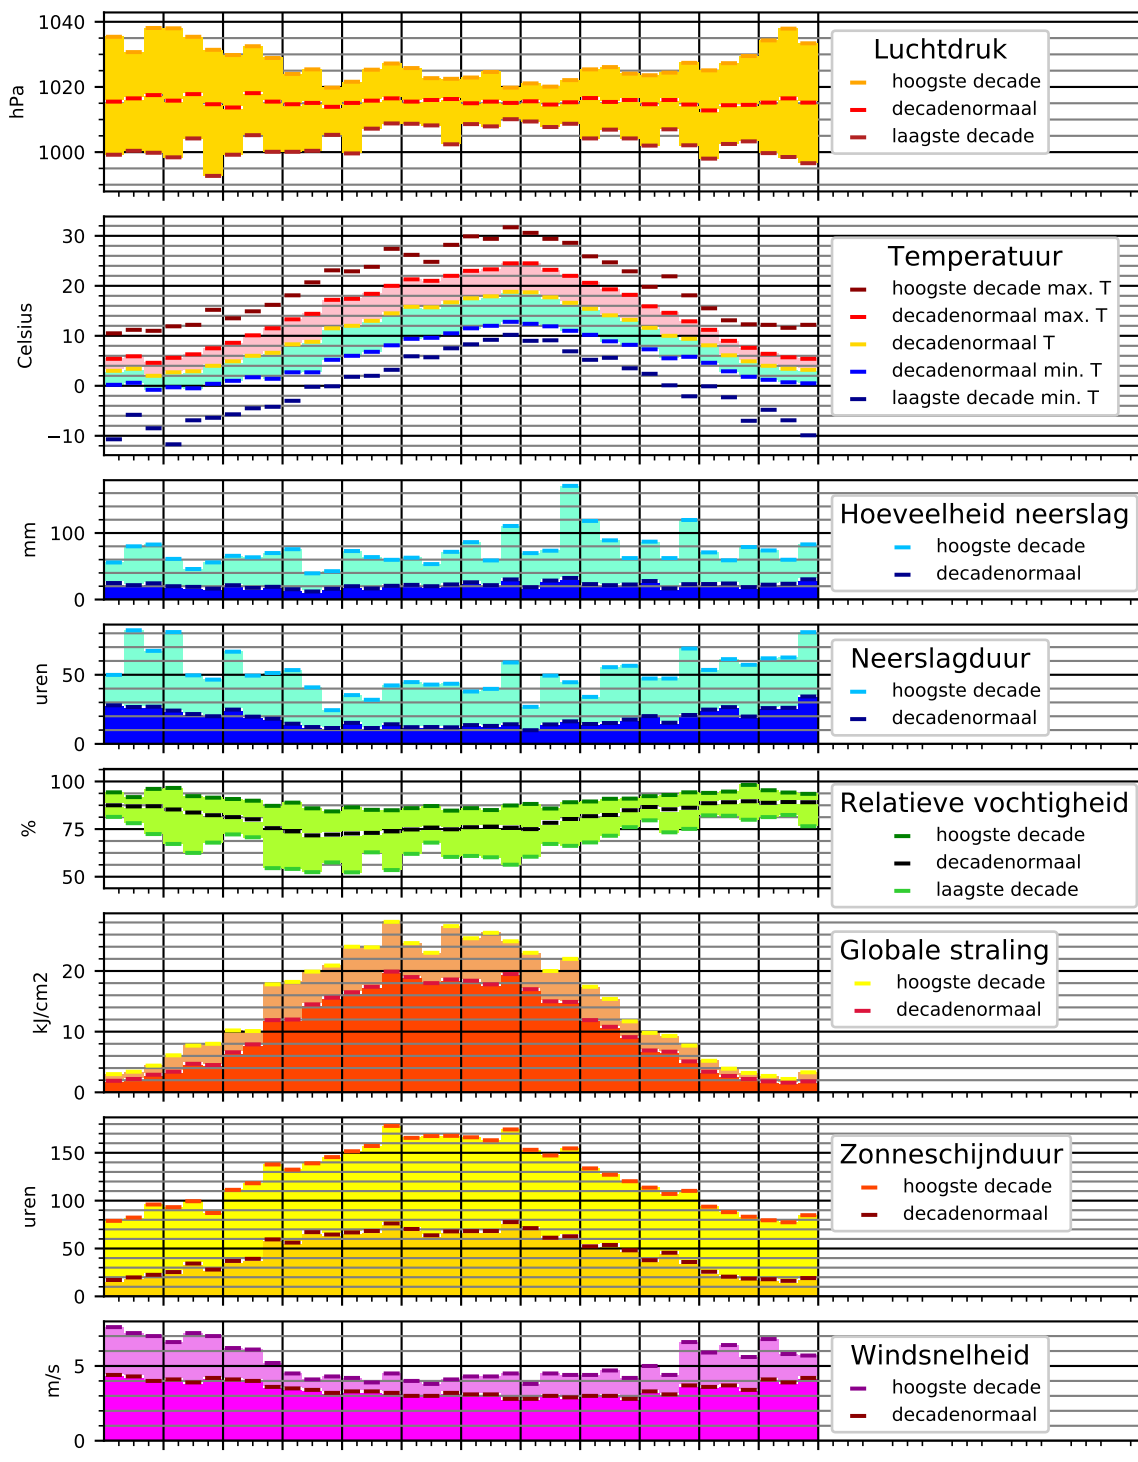 1040
1020
1000
hPa
Luchtdruk
hoogste decade
decadenormaal
laagste decade
30
20
10
0
−10
Celsius
Temperatuur
hoogste decade max. T
decadenormaal max. T
decadenormaal T
decadenormaal min. T
laagste decade min. T
100
0
mm
Hoeveelheid neerslag
hoogste decade
decadenormaal
50
0
uren
Neerslagduur
hoogste decade
decadenormaal
100
75
50
%
Relatieve vochtigheid
hoogste decade
decadenormaal
laagste decade
20
10
0
kJ/cm2
Globale straling
hoogste decade
decadenormaal
150
100
50
0
uren
Zonneschijnduur
hoogste decade
decadenormaal
5
0
m/s
Windsnelheid
hoogste decade
decadenormaal